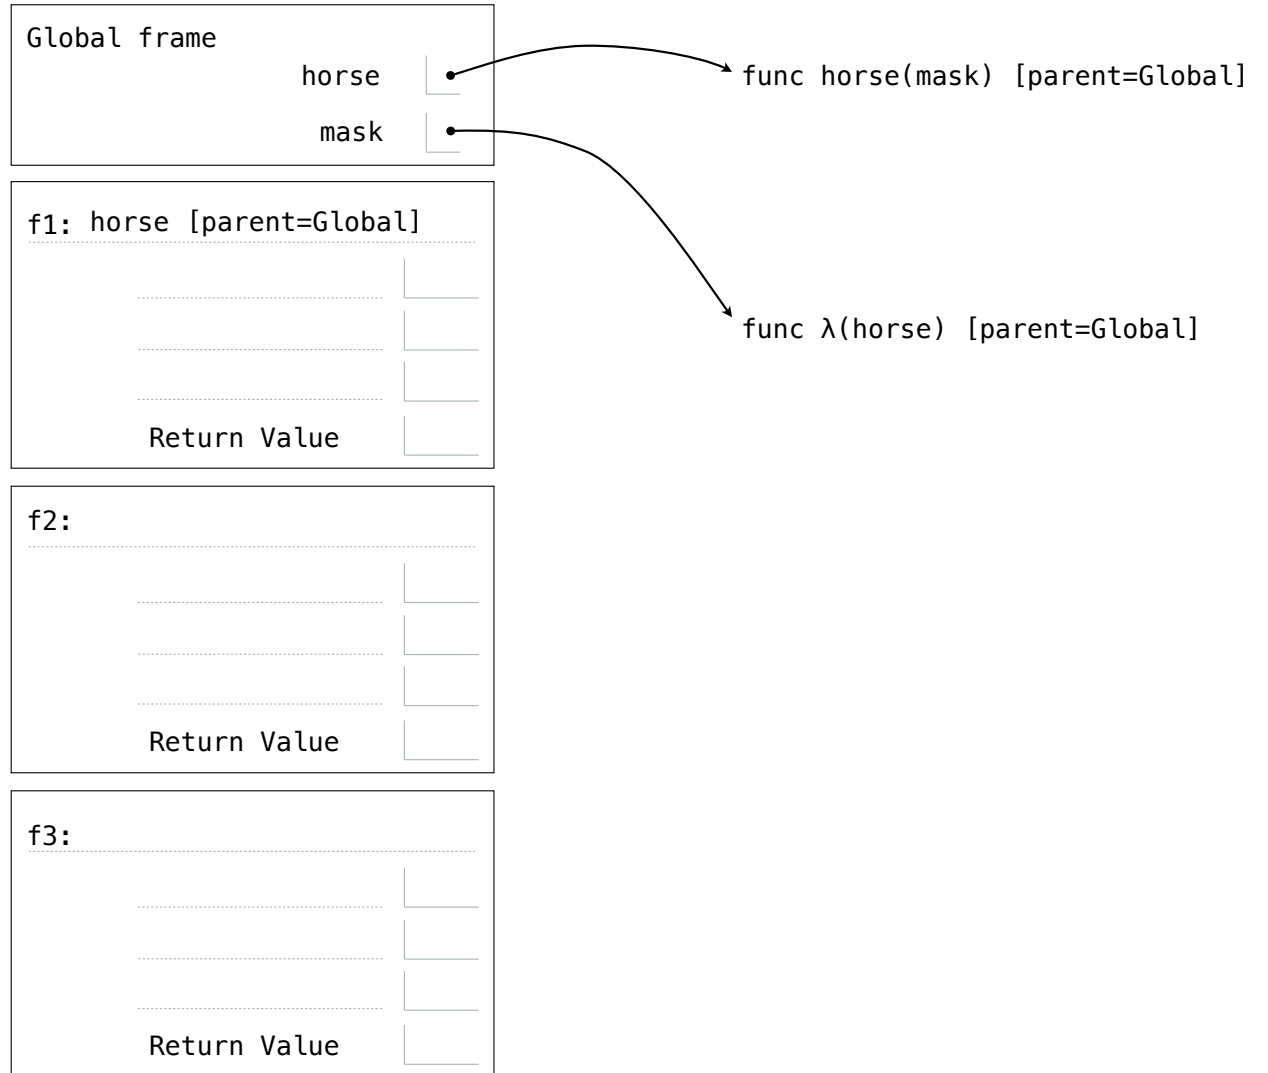 Global frame
horse
func horse(mask) [parent=Global]
mask
f1: horse [parent=Global]
func λ(horse) [parent=Global]
Return Value
f2:
Return Value
f3:
Return Value